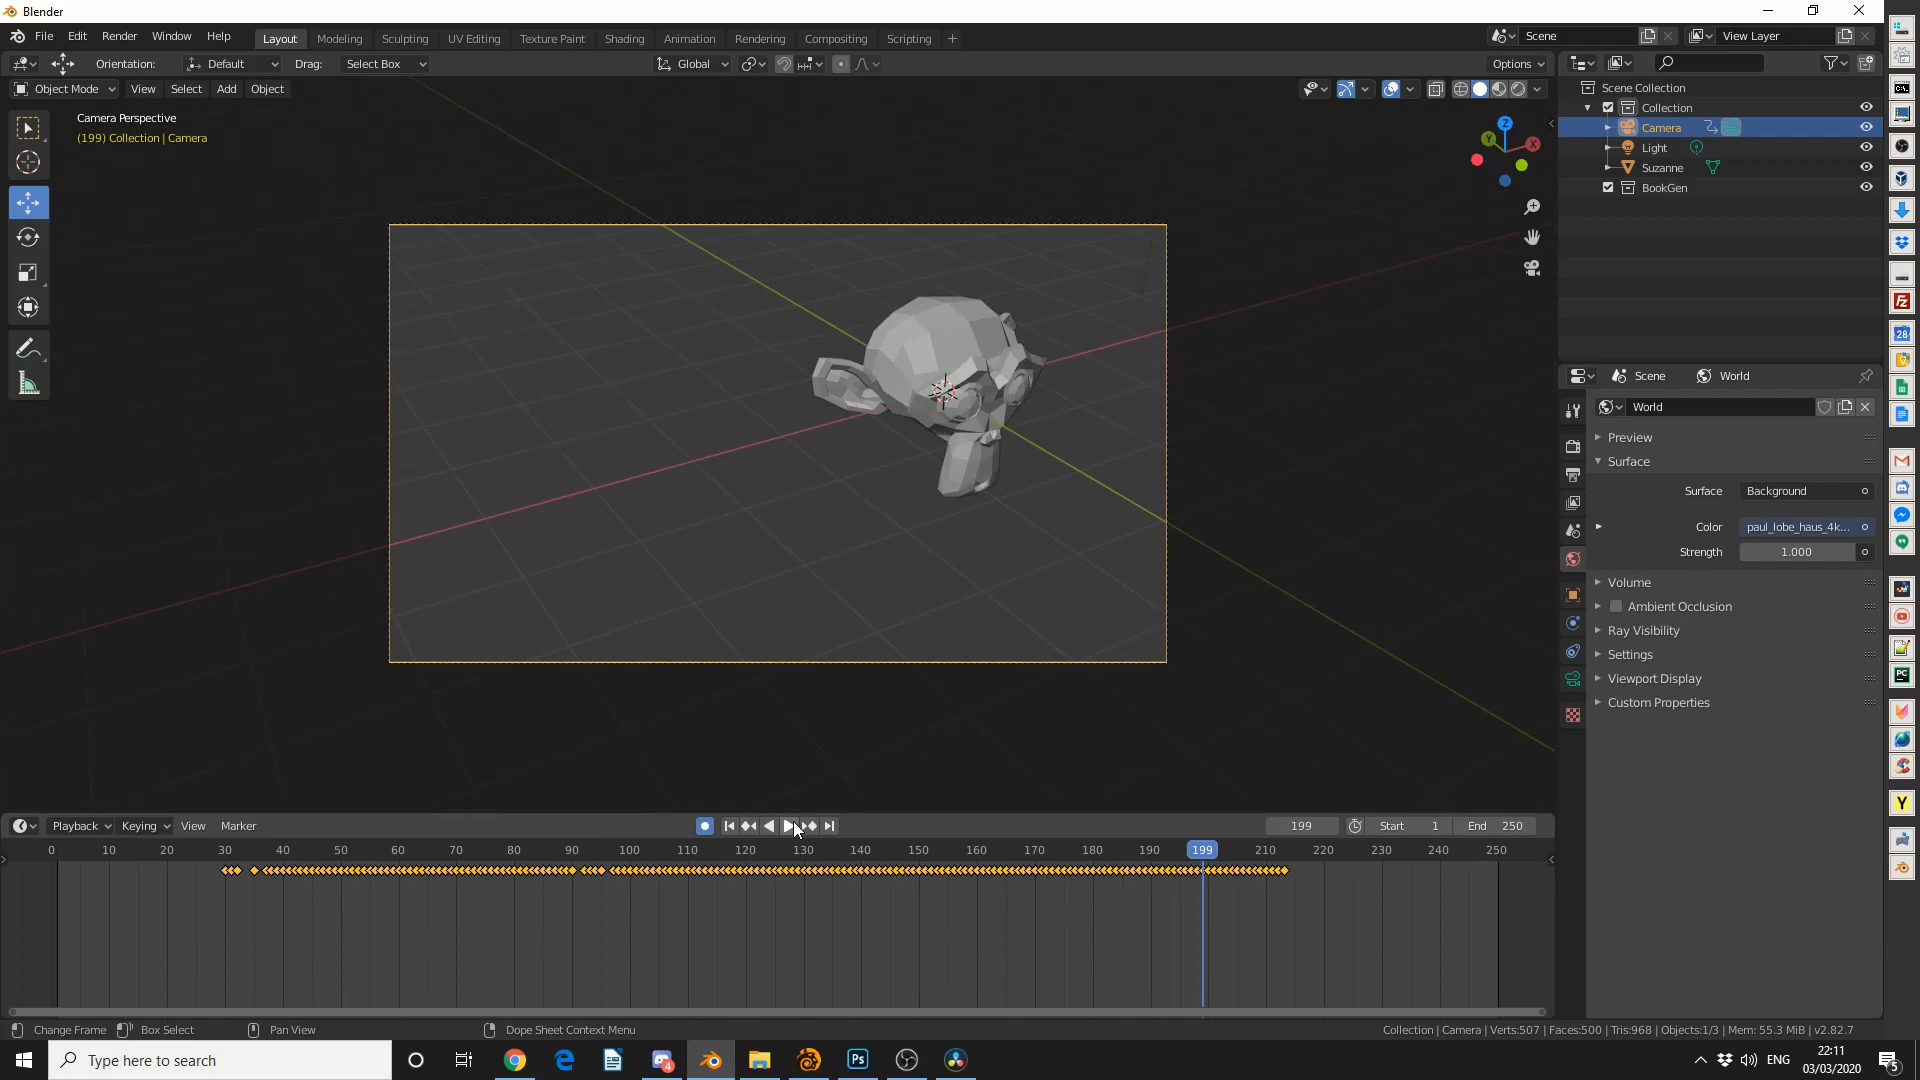 Blender
File Edit Render Window Help
Layout Modeling Sculpting UV Editing Texture Paint Shading Animation Rendering Compositing Scripting +
Scene
View Layer
Orientation: Default Drag: Select Box
Global
Options
Object Mode View Select Add Object
Camera Perspective
(199) Collection | Camera
Z
Y
X
Scene Collection
Collection
Camera
Light
Suzanne
BookGen
Scene World
World
Preview
Surface
Surface Background
Color paul_lobe_haus_4k...
Strength 1.000
Volume
Ambient Occlusion
Ray Visibility
Settings
Viewport Display
Custom Properties
Playback Keying View Marker
199 Start 1 End 250
0 10 20 30 40 50 60 70 80 90 100 110 120 130 140 150 160 170 180 190 199 210 220 230 240 250
Change Frame Box Select Pan View Dope Sheet Context Menu
Collection | Camera | Verts:507 | Faces:500 | Tris:968 | Objects:1/3 | Mem: 55.3 MiB | v2.82.7
Type here to search
4
Ps
ENG
22:11
03/03/2020
5
28
Fz
PC
Y